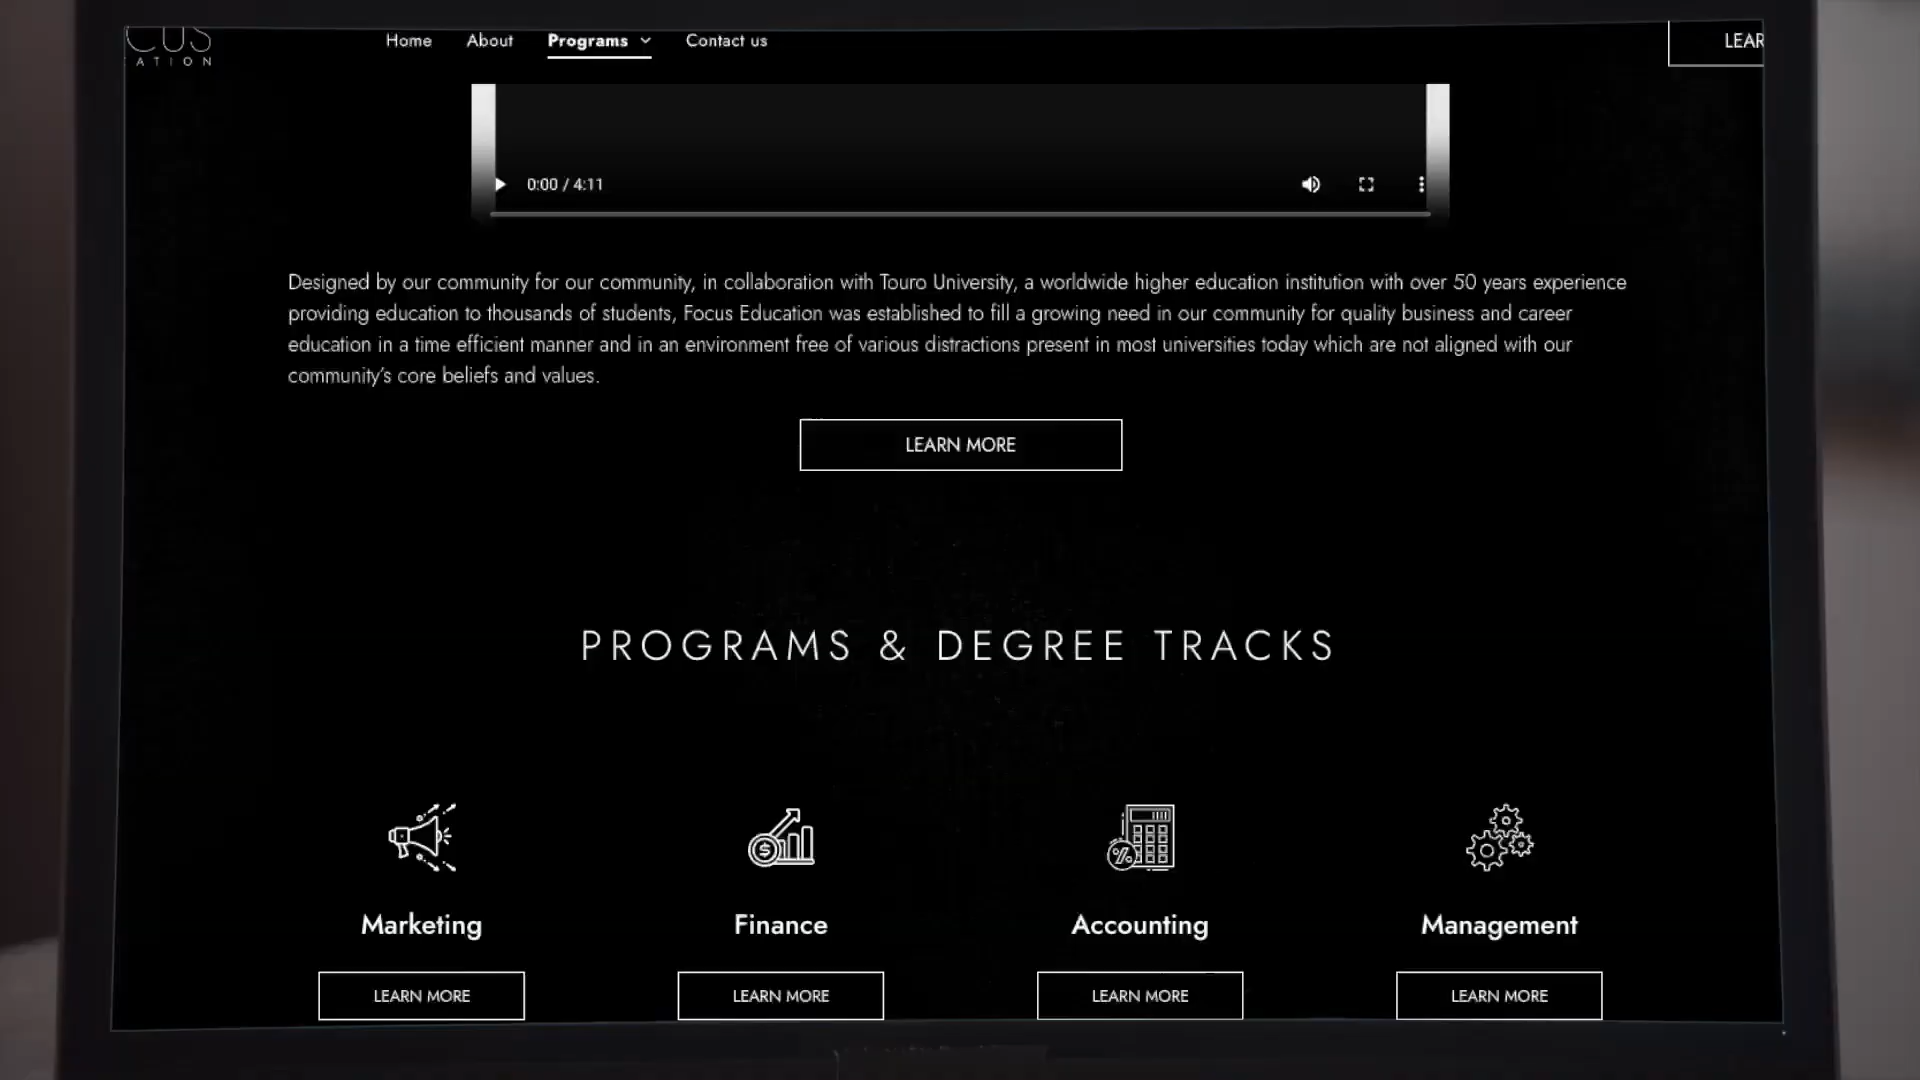 CUS
ATION
Home About Programs Contact us
LEAR
0:00 / 4:11
Designed by our community for our community, in collaboration with Touro University, a worldwide higher education institution with over 50 years experience
providing education to thousands of students, Focus Education was established to fill a growing need in our community for quality business and career
education in a time efficient manner and in an environment free of various distractions present in most universities today which are not aligned with our
community's core beliefs and values.
LEARN MORE
PROGRAMS & DEGREE TRACKS
Marketing Finance Accounting Management
LEARN MORE LEARN MORE LEARN MORE LEARN MORE